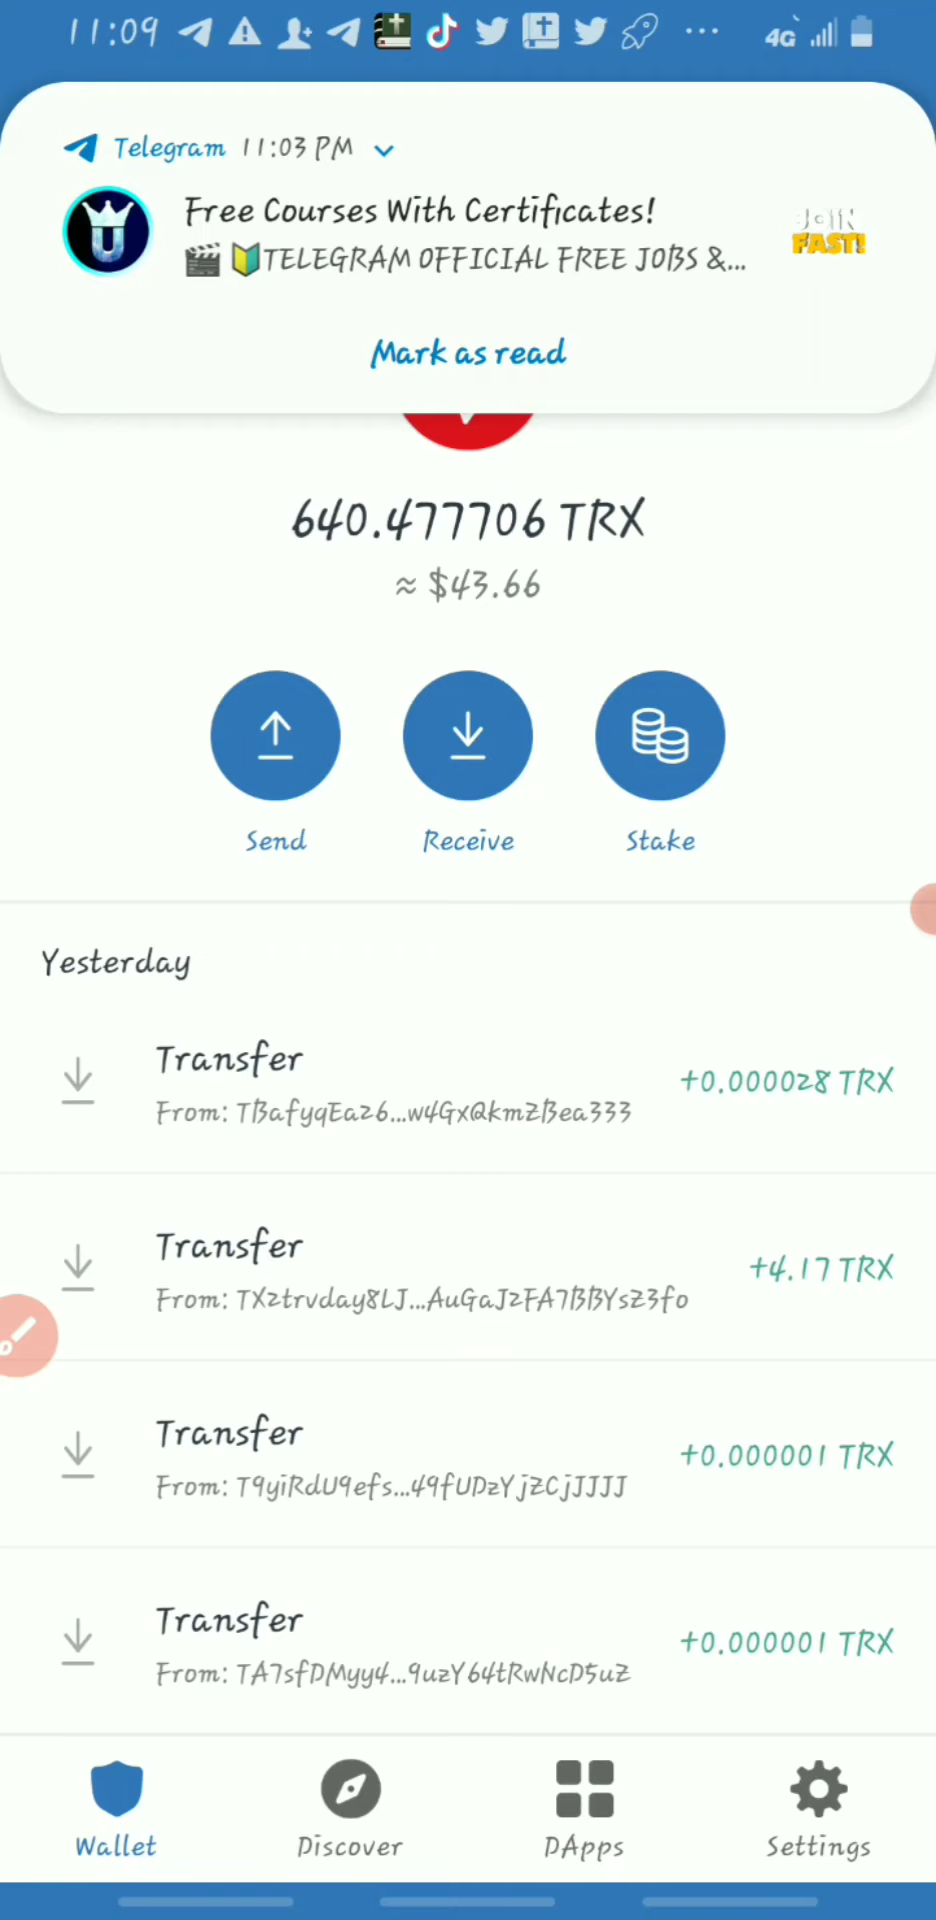 11:09 4G
Telegram 11:03 PM
Free Courses With Certificates!
TELEGRAM OFFICIAL FREE JOBS &...
JOIN
FAST!
Mark as read
640.477706 TRX
≈ $43.66
Send Receive Stake
Yesterday
Transfer
+0.000028 TRX
From: TBafyqEaz6...w4GxQkmZBea333
Transfer
+4.17 TRX
From: TXztrvday8LJ...AuGaJ2FA7BBYsZ3fo
Transfer
+0.000001 TRX
From: T9yiRdU9efs...49fUDzYjZCjJJJJ
Transfer
+0.000001 TRX
From: TA7sfDMyy4...9uzY64tRwNcD5uZ
Wallet Discover DApps Settings